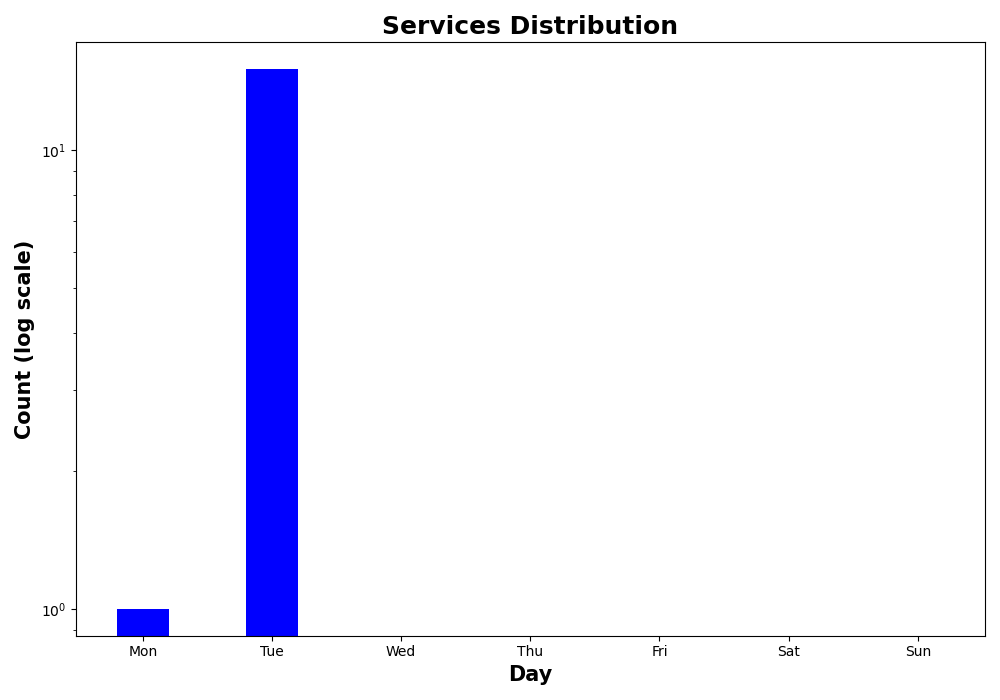 Services Distribution
Count (log scale)
10¹
10⁰
Mon Tue Wed Thu Fri Sat Sun
Day